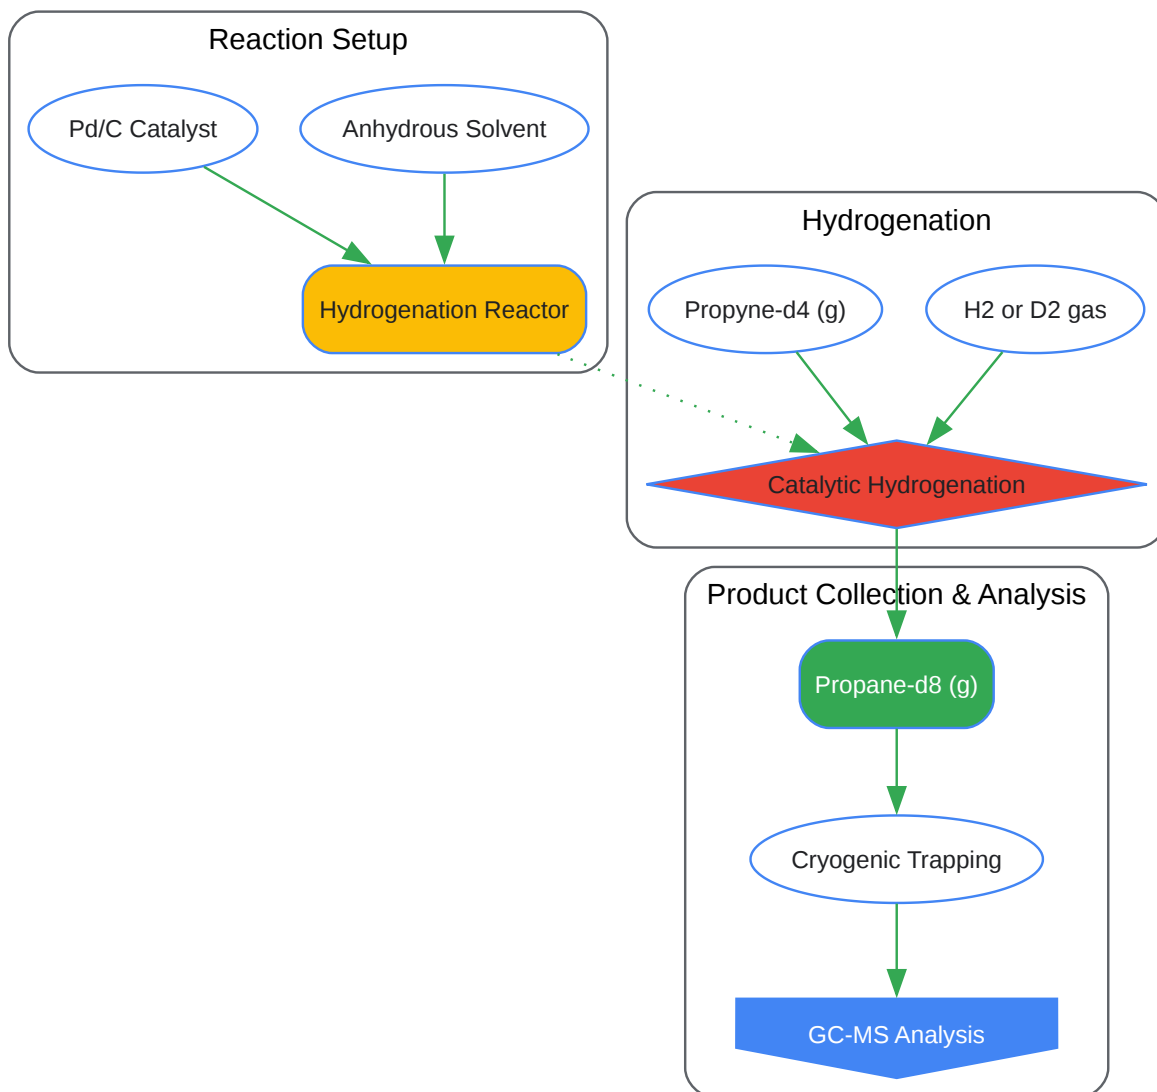 Reaction Setup
Pd/C Catalyst
Anhydrous Solvent
Hydrogenation Reactor
Hydrogenation
Propyne-d4 (g)
H2 or D2 gas
Catalytic Hydrogenation
Product Collection & Analysis
Propane-d8 (g)
Cryogenic Trapping
GC-MS Analysis